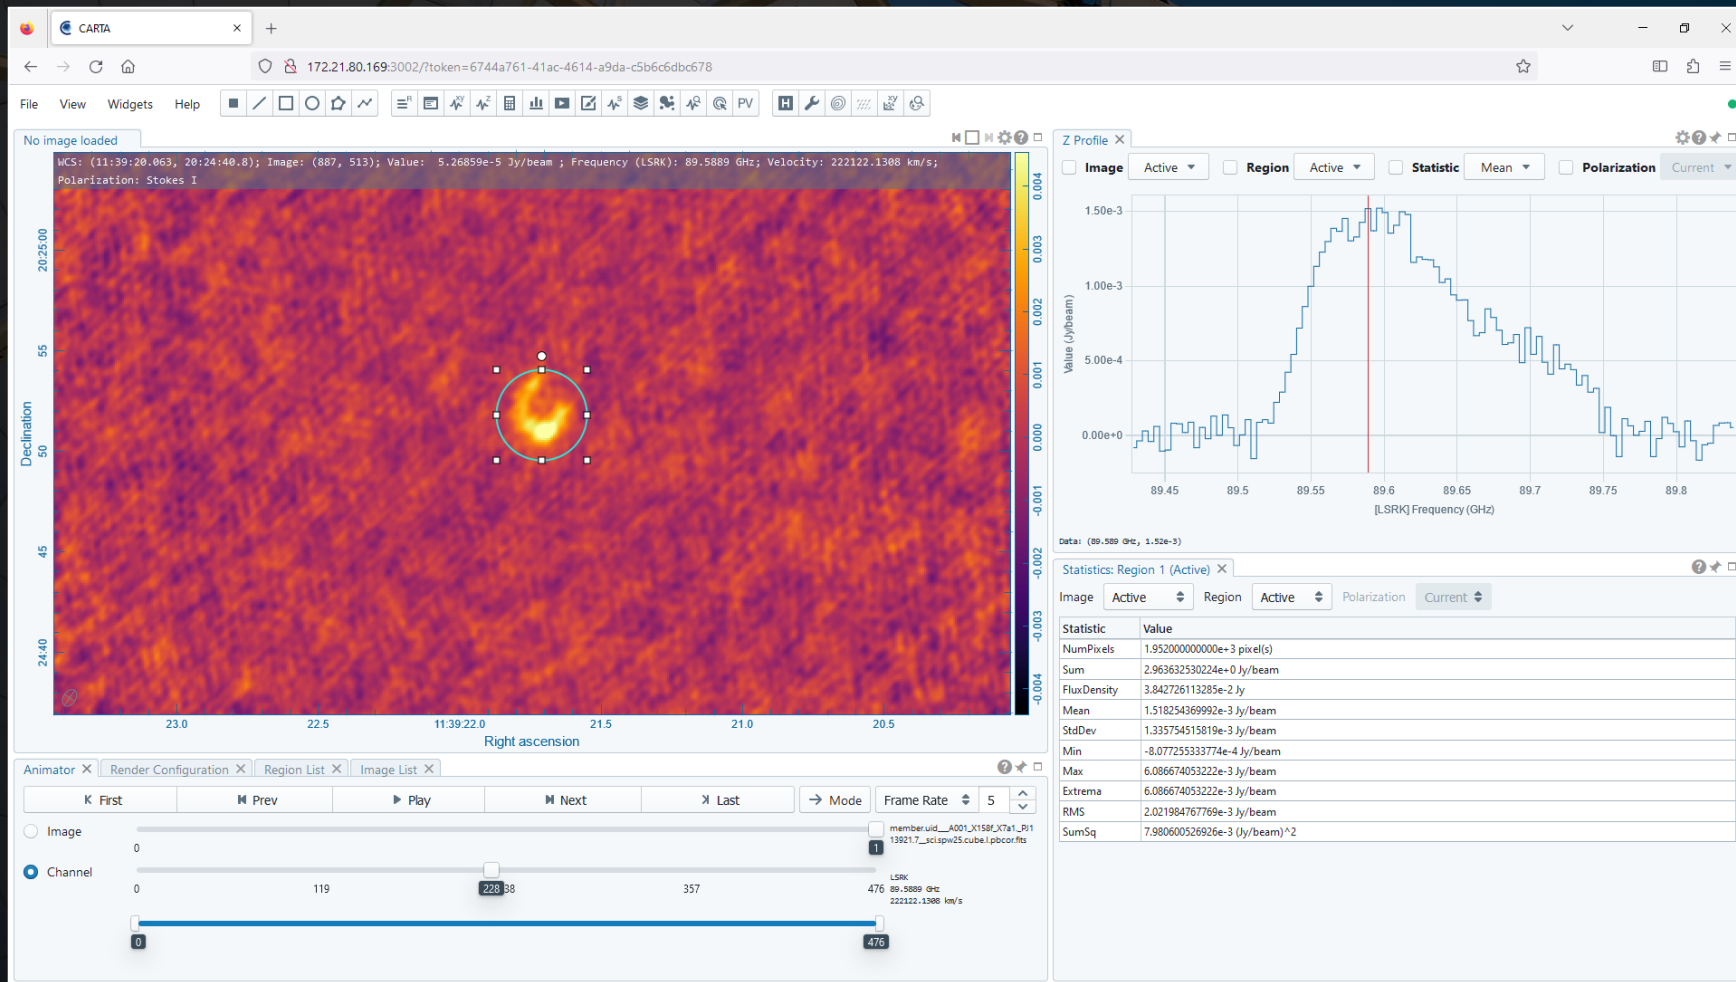 CARTA
172.21.80.169:3002/?token=6744a761-41ac-4614-a9da-c5b6c6dbc678
File View Widgets Help
PV
No image loaded
WCS: (11:39:20.063, 20:24:40.8); Image: (887, 513); Value: 5.26859e-5 Jy/beam ; Frequency (LSRK): 89.5889 GHz; Velocity: 222122.1308 km/s;
Polarization: Stokes I
Declination
20:25:00
55
50
45
24:40
23.0 22.5 11:39:22.0 21.5 21.0 20.5
Right ascension
0.004
0.003
0.002
0.001
0.000
-0.001
-0.002
-0.003
-0.004
Z Profile
Image Active Region Active Statistic Mean Polarization Current
Value (Jy/beam)
1.50e-3
1.00e-3
5.00e-4
0.00e+0
89.45 89.5 89.55 89.6 89.65 89.7 89.75 89.8
[LSRK] Frequency (GHz)
Data: (89.589 GHz, 1.52e-3)
Statistics: Region 1 (Active)
Image Active Region Active Polarization Current
Statistic Value
NumPixels 1.952000000000e+3 pixel(s)
Sum 2.963632530224e+0 Jy/beam
FluxDensity 3.842726113285e-2 Jy
Mean 1.518254369992e-3 Jy/beam
StdDev 1.335754515819e-3 Jy/beam
Min -8.077255333774e-4 Jy/beam
Max 6.086674053222e-3 Jy/beam
Extrema 6.086674053222e-3 Jy/beam
RMS 2.021984767769e-3 Jy/beam
SumSq 7.980600526926e-3 (Jy/beam)^2
Animator Render Configuration Region List Image List
First Prev Play Next Last Mode Frame Rate 5
Image
0 1
member.uid___A001_X158f_X7a1._PJ1
13921.7__sci.spw25.cube.I.pbcor.fits
Channel
0 119 228 38 357 476
LSRK
89.5889 GHz
222122.1308 km/s
0 476